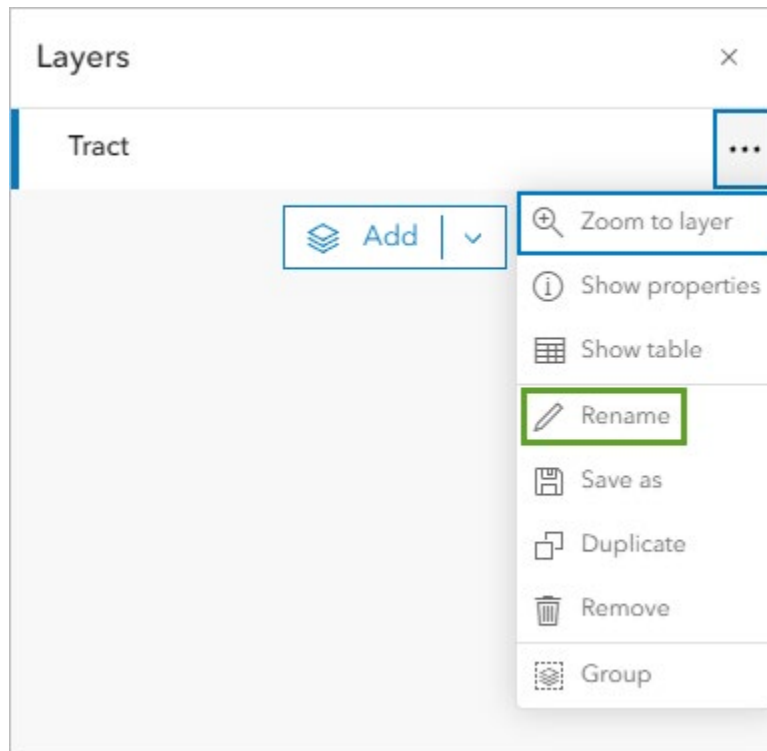 Layers
Tract
Add
Zoom to layer
Show properties
Show table
Rename
Save as
Duplicate
Remove
Group